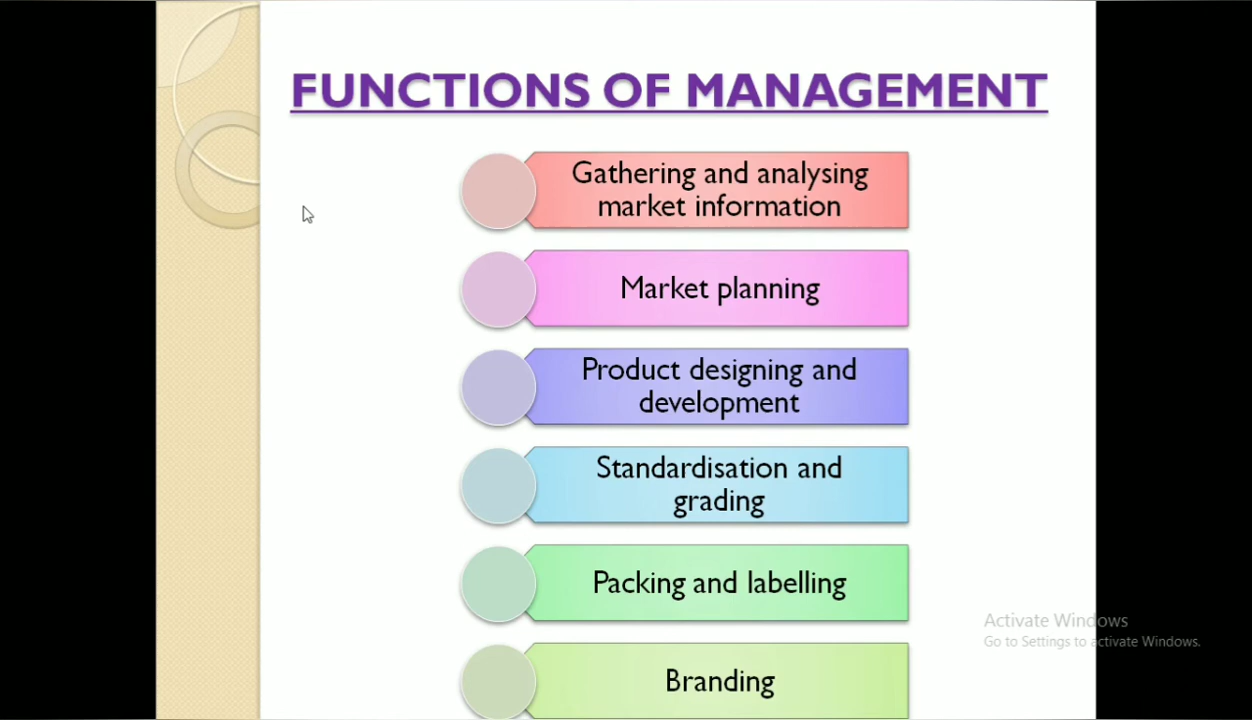 FUNCTIONS OF MANAGEMENT
Gathering and analysing
market information
Market planning
Product designing and
development
Standardisation and
grading
Packing and labelling
Branding
Activate Windows
Go to Settings to activate Windows.